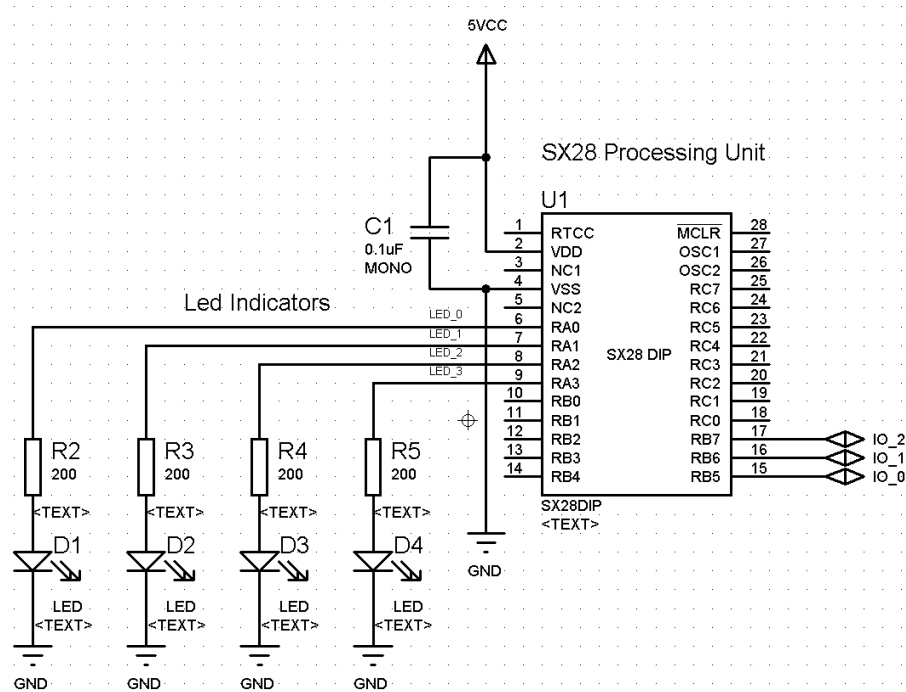 5VCC
SX28 Processing Unit
U1
C1
0.1uF
MONO
1 RTCC
2 VDD
3 NC1
4 VSS
5 NC2
6 RA0
7 RA1
8 RA2
9 RA3
10 RB0
11 RB1
12 RB2
13 RB3
14 RB4
MCLR 28
OSC1 27
OSC2 26
RC7 25
RC6 24
RC5 23
RC4 22
RC3 21
RC2 20
RC1 19
RC0 18
RB7 17 IO_2
RB6 16 IO_1
RB5 15 IO_0
SX28 DIP
SX28DIP
<TEXT>
Led Indicators
LED_0
LED_1
LED_2
LED_3
R2
200
<TEXT>
R3
200
<TEXT>
R4
200
<TEXT>
R5
200
<TEXT>
D1
LED
<TEXT>
D2
LED
<TEXT>
D3
LED
<TEXT>
D4
LED
<TEXT>
GND
GND
GND
GND
GND